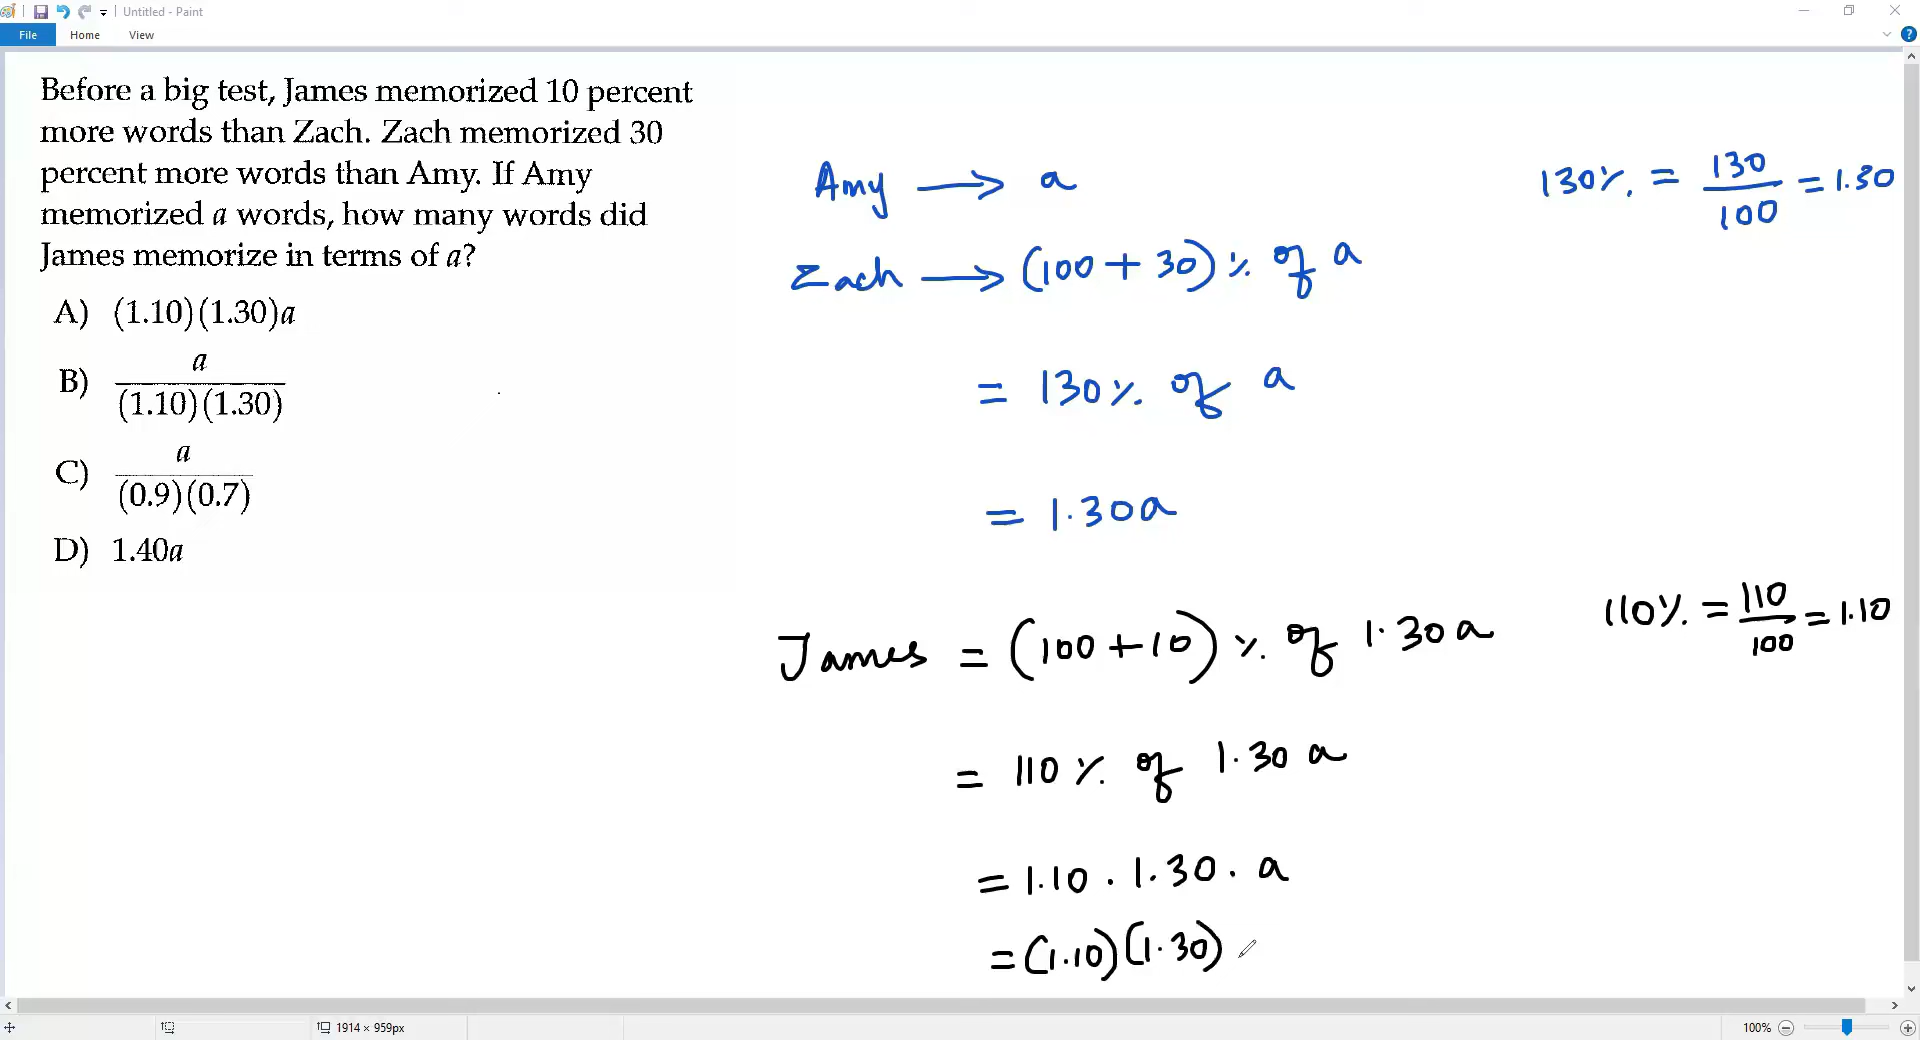 Untitled - Paint
File Home View
Before a big test, James memorized 10 percent
more words than Zach. Zach memorized 30
percent more words than Amy. If Amy
memorized a words, how many words did
James memorize in terms of a?
A) (1.10)(1.30)a
B) a
(1.10)(1.30)
C) a
(0.9)(0.7)
D) 1.40a
Amy → a
Zach → (100 + 30) % of a
= 130% of a
= 1.30a
130% = 130/100 = 1.30
James = (100 + 10) % of 1.30 a
110% = 110/100 = 1.10
= 110 % of 1.30 a
= 1.10 . 1.30 . a
= (1.10)(1.30)
1914 × 959px
100%